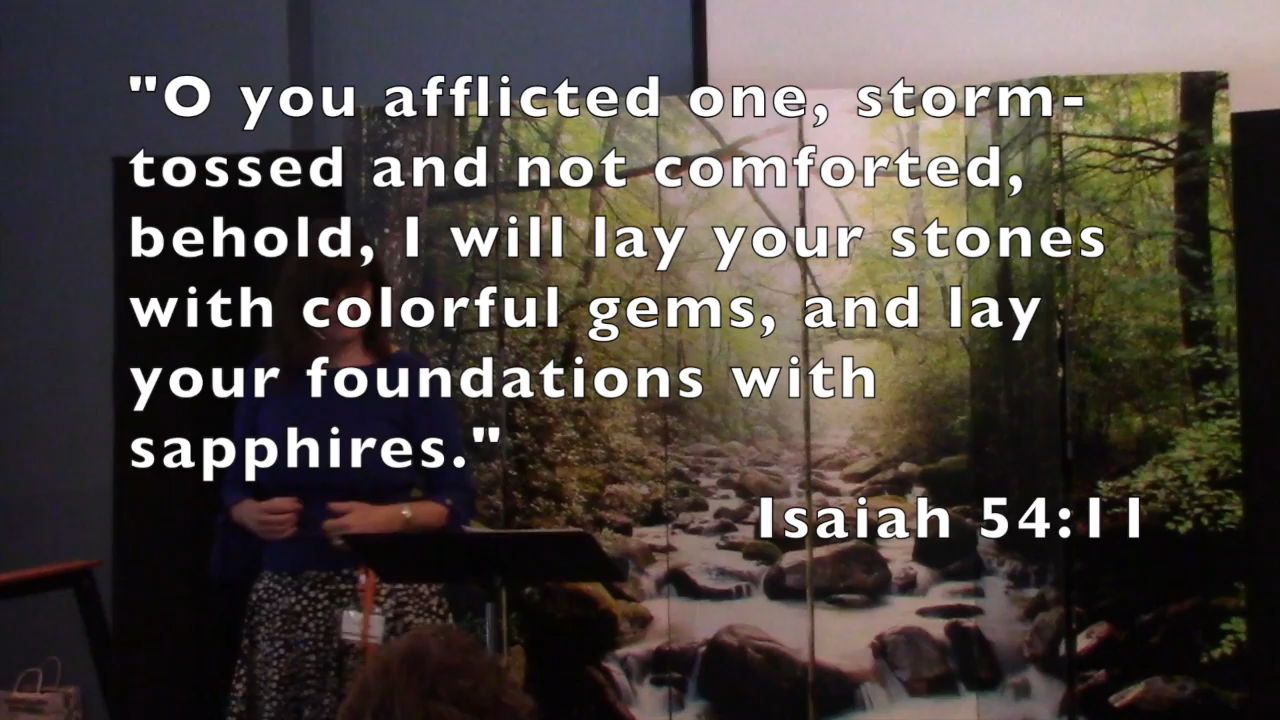 "O you afflicted one, storm-
tossed and not comforted,
behold, I will lay your stones
with colorful gems, and lay
your foundations with
sapphires."
Isaiah 54:11